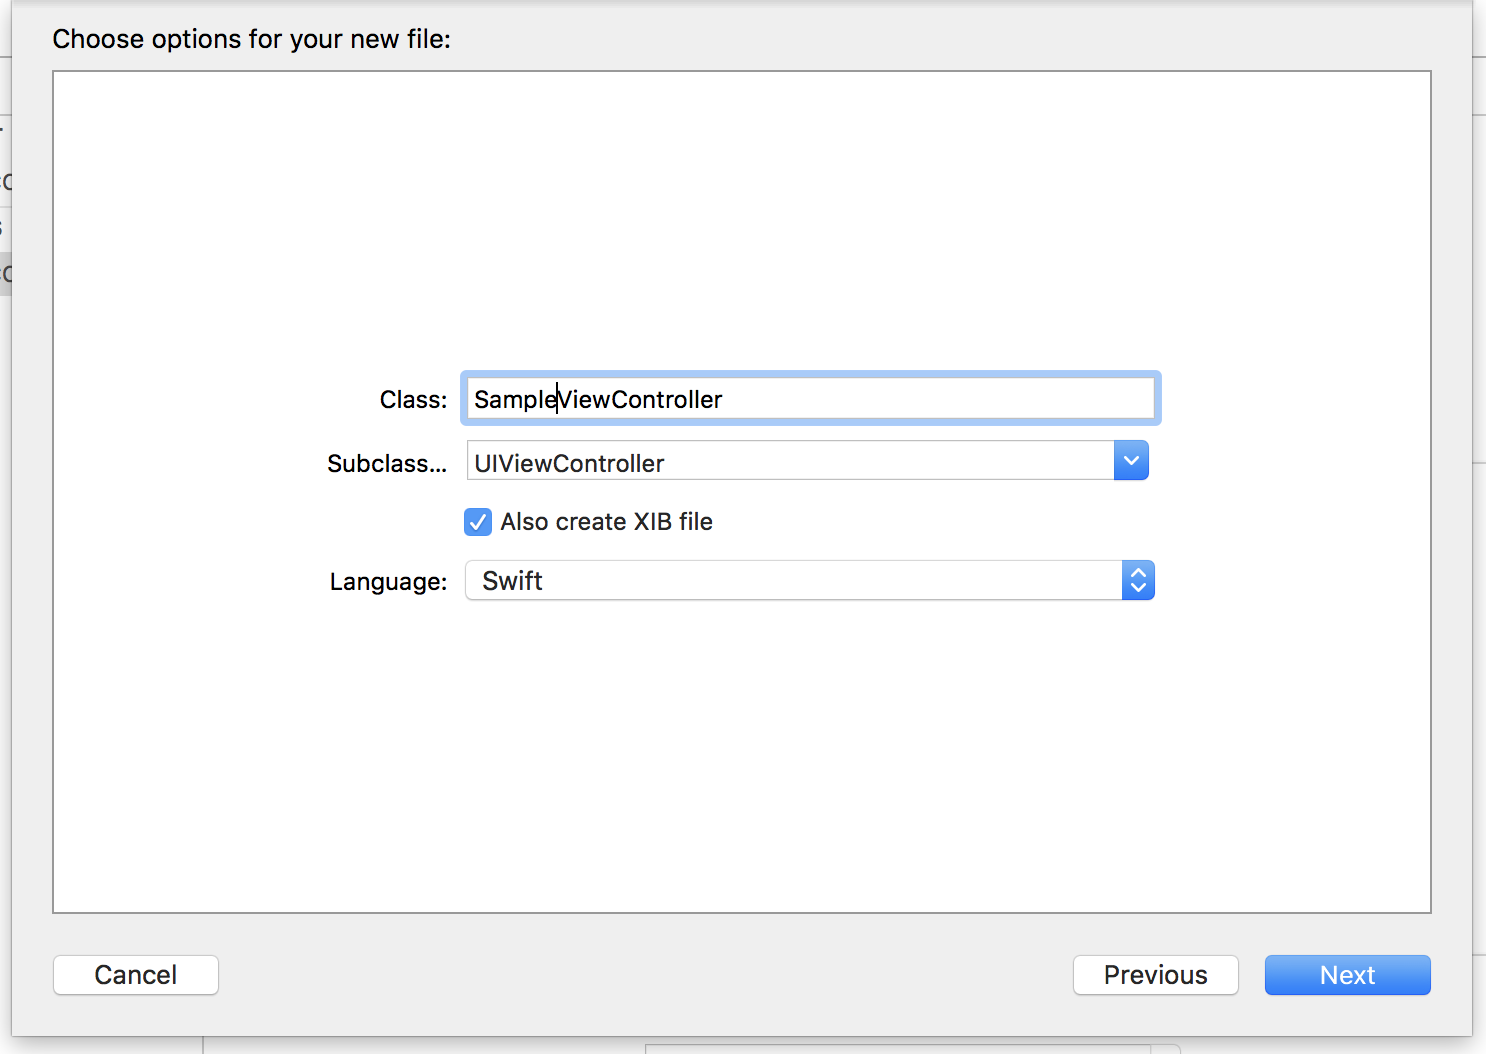 Choose options for your new file:
Class: SampleViewController
Subclass... UIViewController
Also create XIB file
Language: Swift
Cancel Previous Next